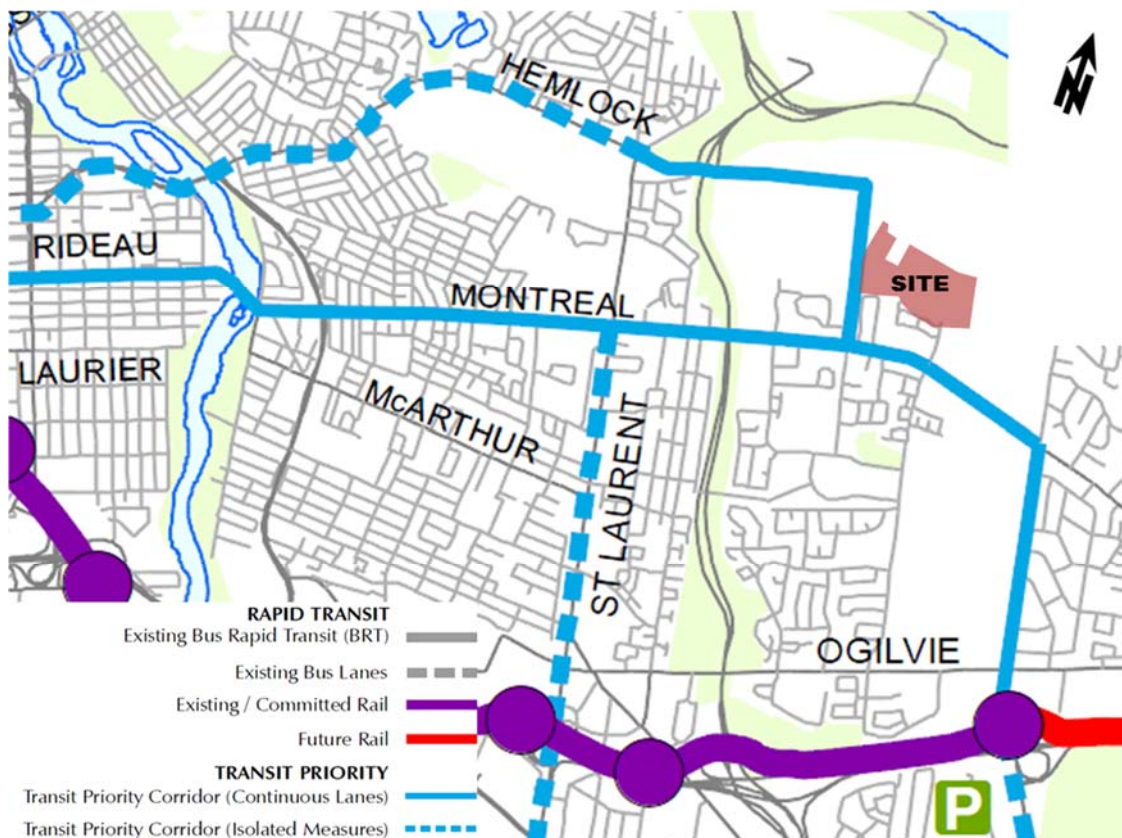 HEMLOCK
N
RIDEAU
SITE
MONTREAL
LAURIER
McARTHUR
ST LAURENT
OGILVIE
RAPID TRANSIT
Existing Bus Rapid Transit (BRT)
Existing Bus Lanes
Existing / Committed Rail
Future Rail
TRANSIT PRIORITY
Transit Priority Corridor (Continuous Lanes)
Transit Priority Corridor (Isolated Measures)
P